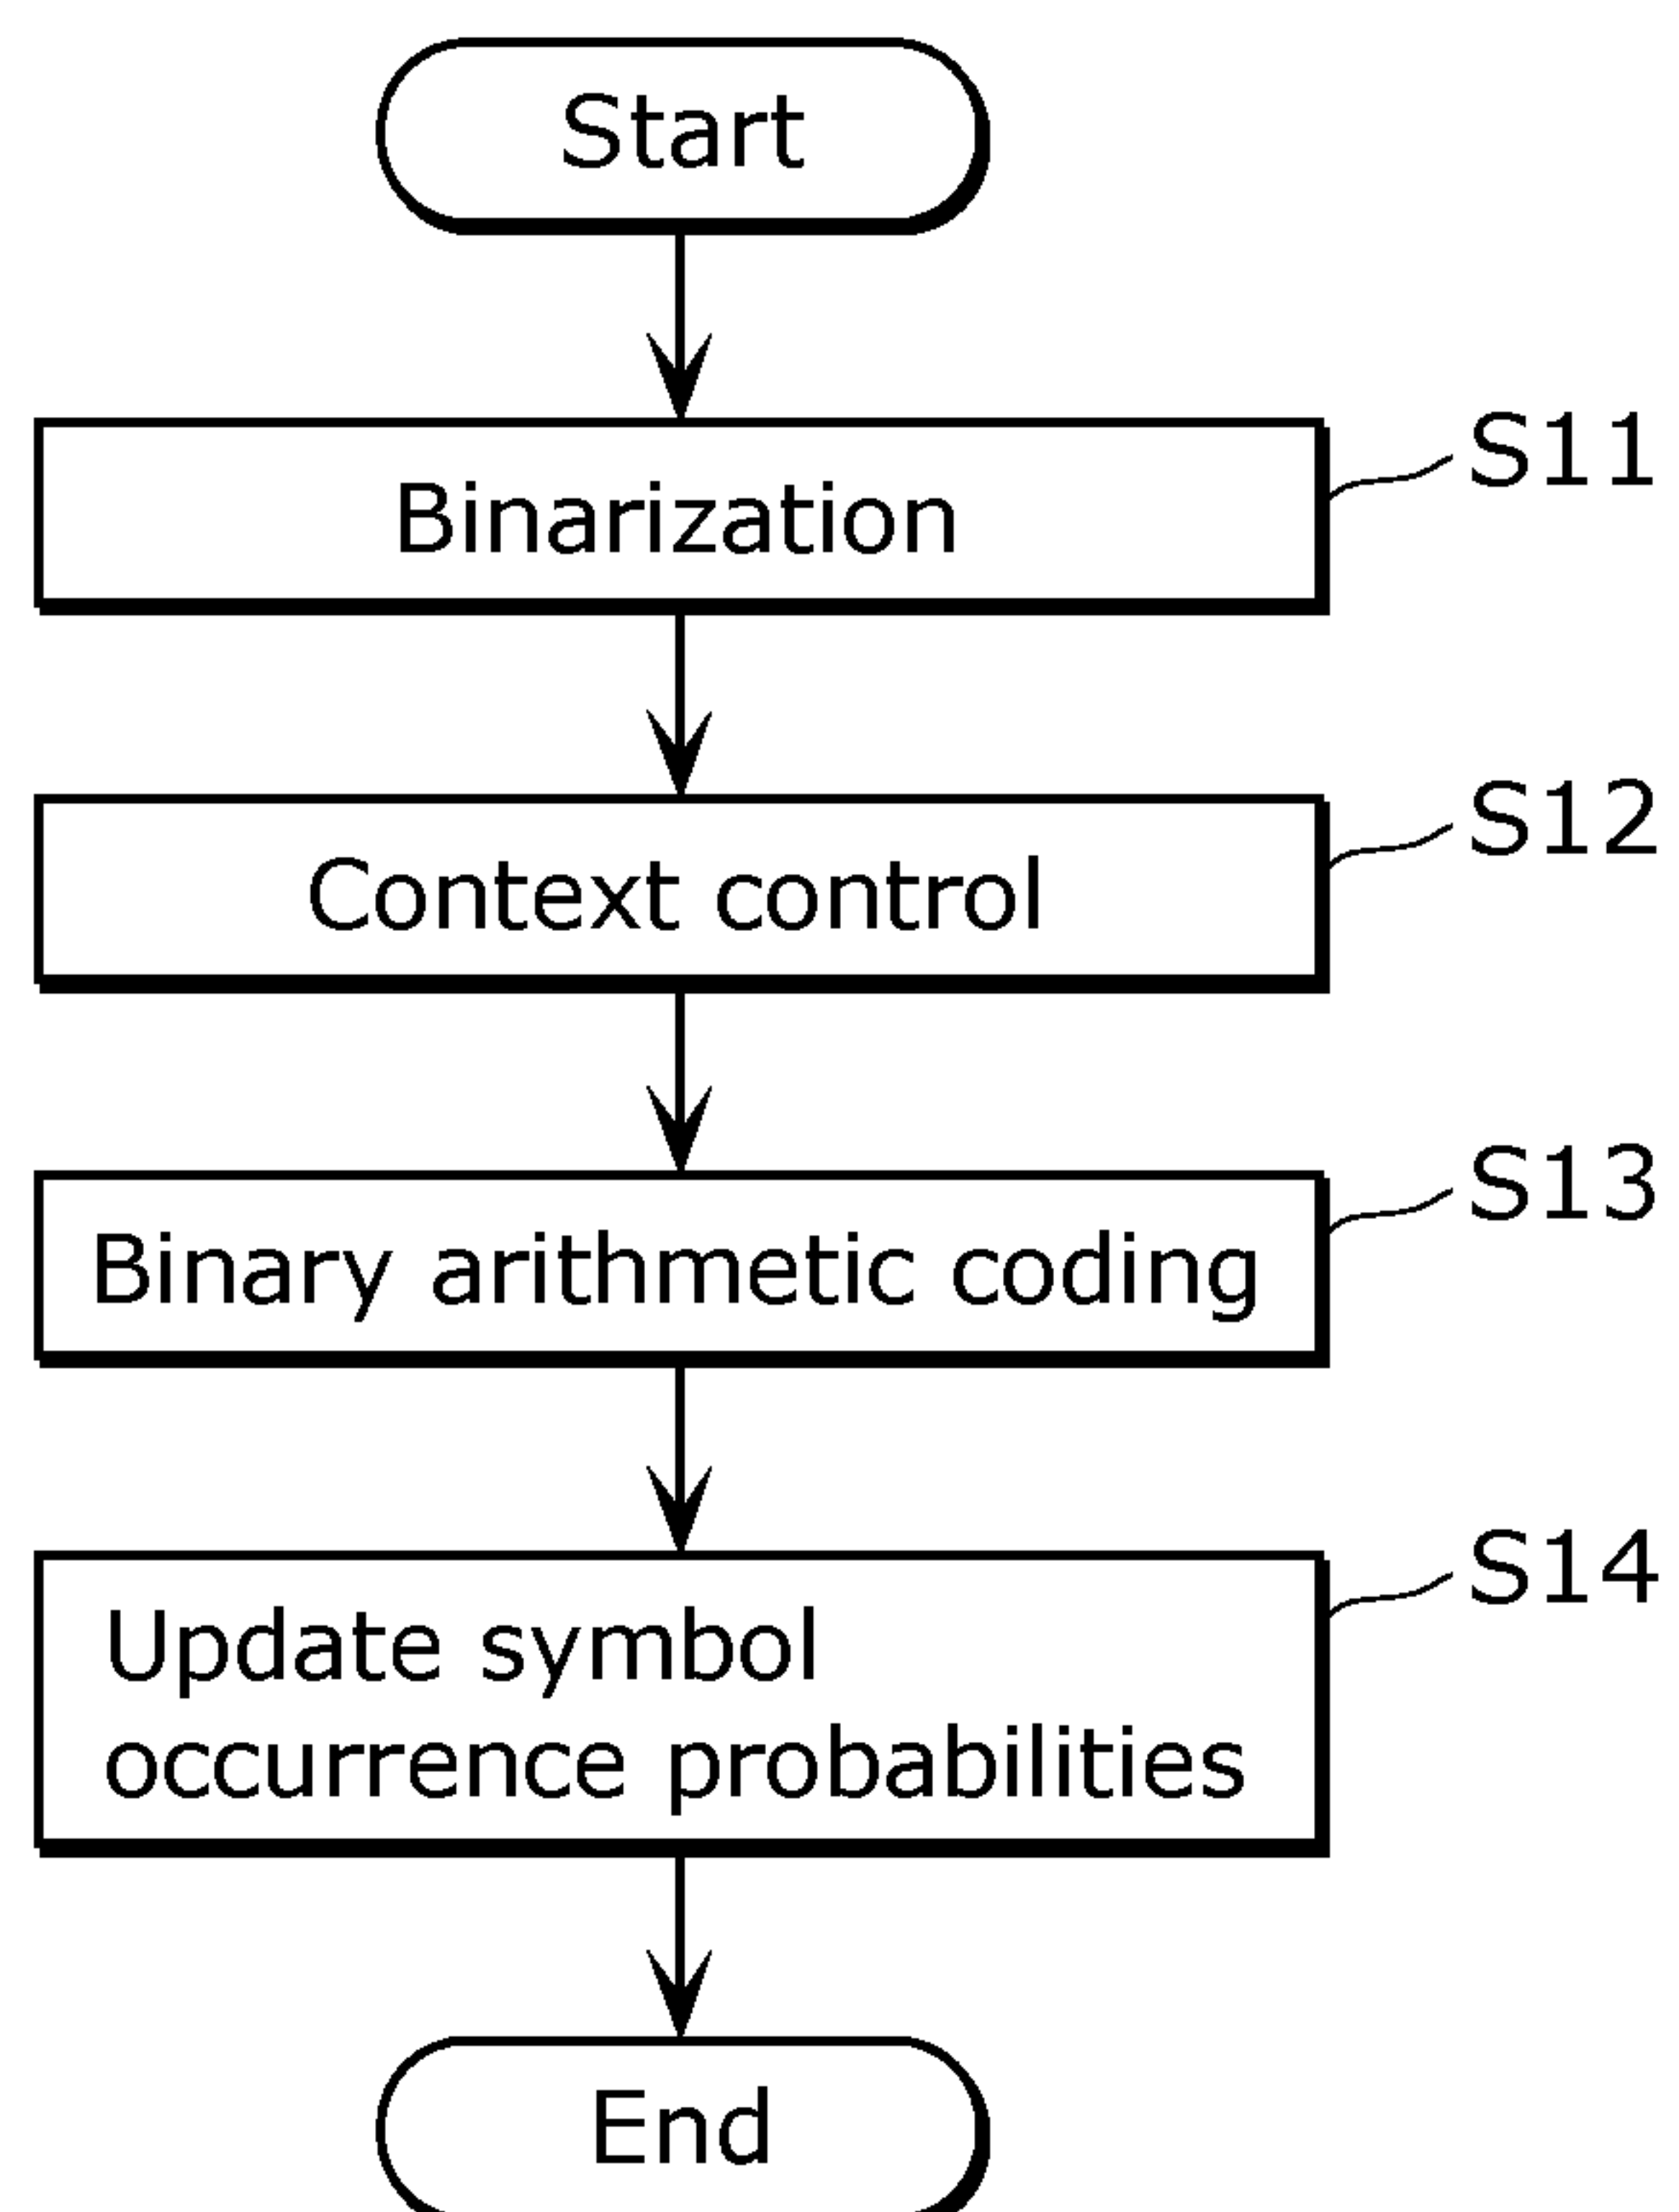 Start
Binarization
S11
Context control
S12
Binary arithmetic coding
S13
Update symbol
occurrence probabilities
S14
End